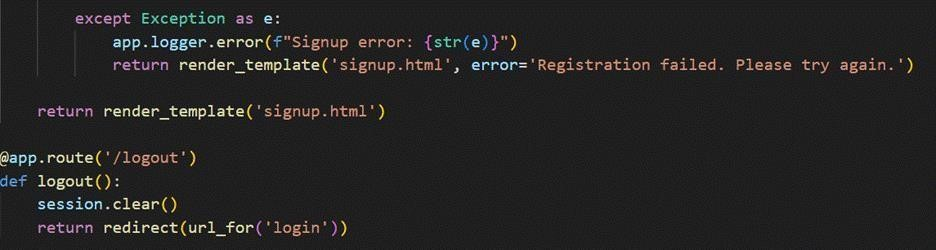 except Exception as e:
app.logger.error(f"Signup error: {str(e)}")
return render_template('signup.html', error='Registration failed. Please try again.')
return render_template('signup.html')
@app.route('/logout')
def logout():
session.clear()
return redirect(url_for('login'))